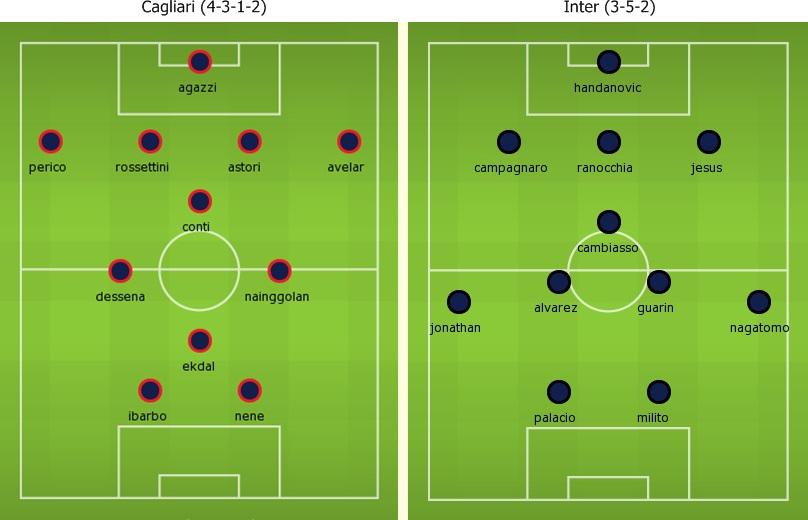 Cagliari (4-3-1-2)
agazzi
perico rossettini astori avelar
conti
dessena nainggolan
ekdal
ibarbo nene
Inter (3-5-2)
handanovic
campagnaro ranocchia jesus
cambiasso
alvarez guarin
jonathan nagatomo
palacio milito